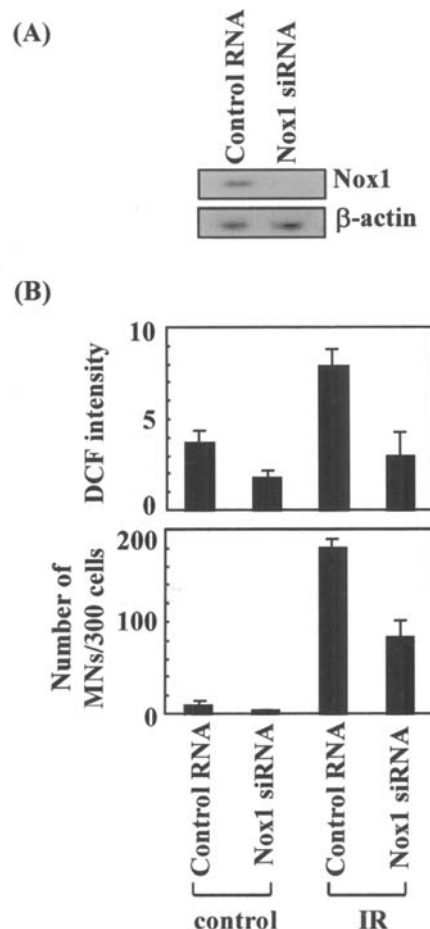 (A)
Control RNA
Nox1 siRNA
Nox1
β-actin
(B)
10
5
0
DCF intensity
200
100
0
Number of
MNs/300 cells
Control RNA
Nox1 siRNA
Control RNA
Nox1 siRNA
control
IR